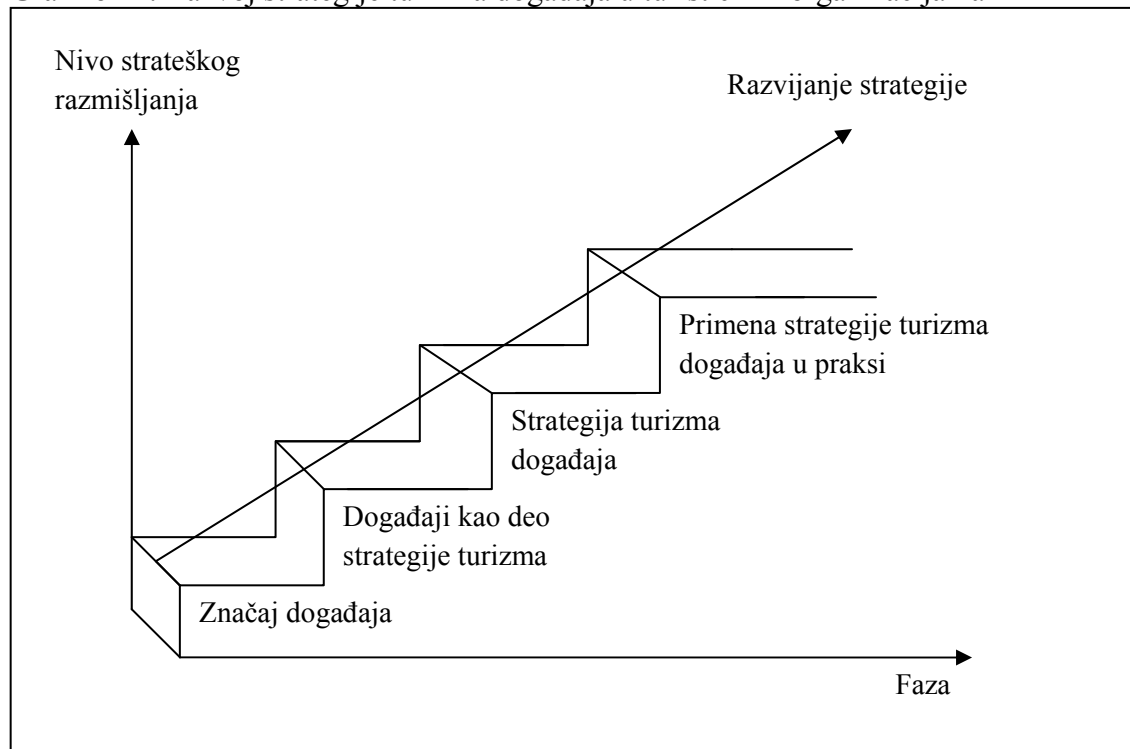 Nivo strateškog
razmišljanja
Razvijanje strategije
Primena strategije turizma
događaja u praksi
Strategija turizma
događaja
Događaji kao deo
strategije turizma
Značaj događaja
Faza